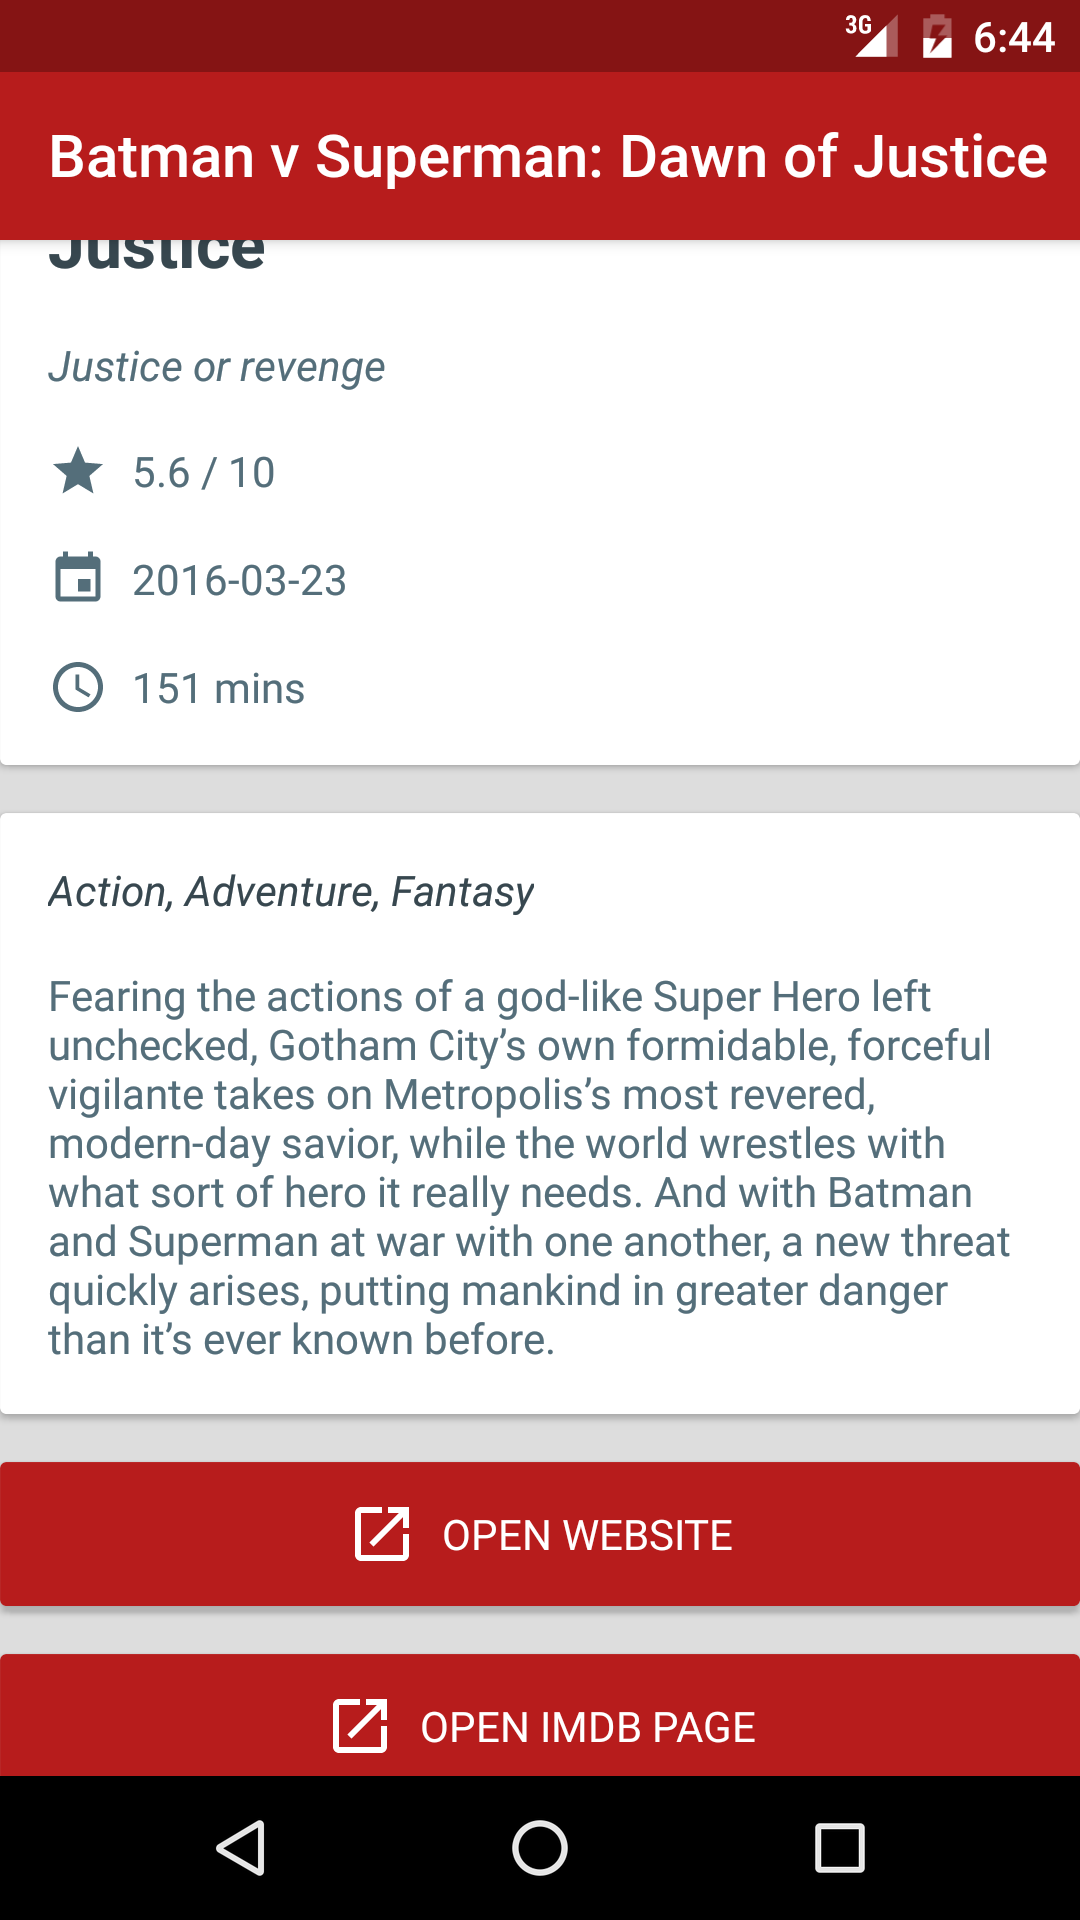 3G 6:44
Batman v Superman: Dawn of Justice
Justice
Justice or revenge
5.6 / 10
2016-03-23
151 mins
Action, Adventure, Fantasy
Fearing the actions of a god-like Super Hero left
unchecked, Gotham City’s own formidable, forceful
vigilante takes on Metropolis’s most revered,
modern-day savior, while the world wrestles with
what sort of hero it really needs. And with Batman
and Superman at war with one another, a new threat
quickly arises, putting mankind in greater danger
than it’s ever known before.
OPEN WEBSITE
OPEN IMDB PAGE